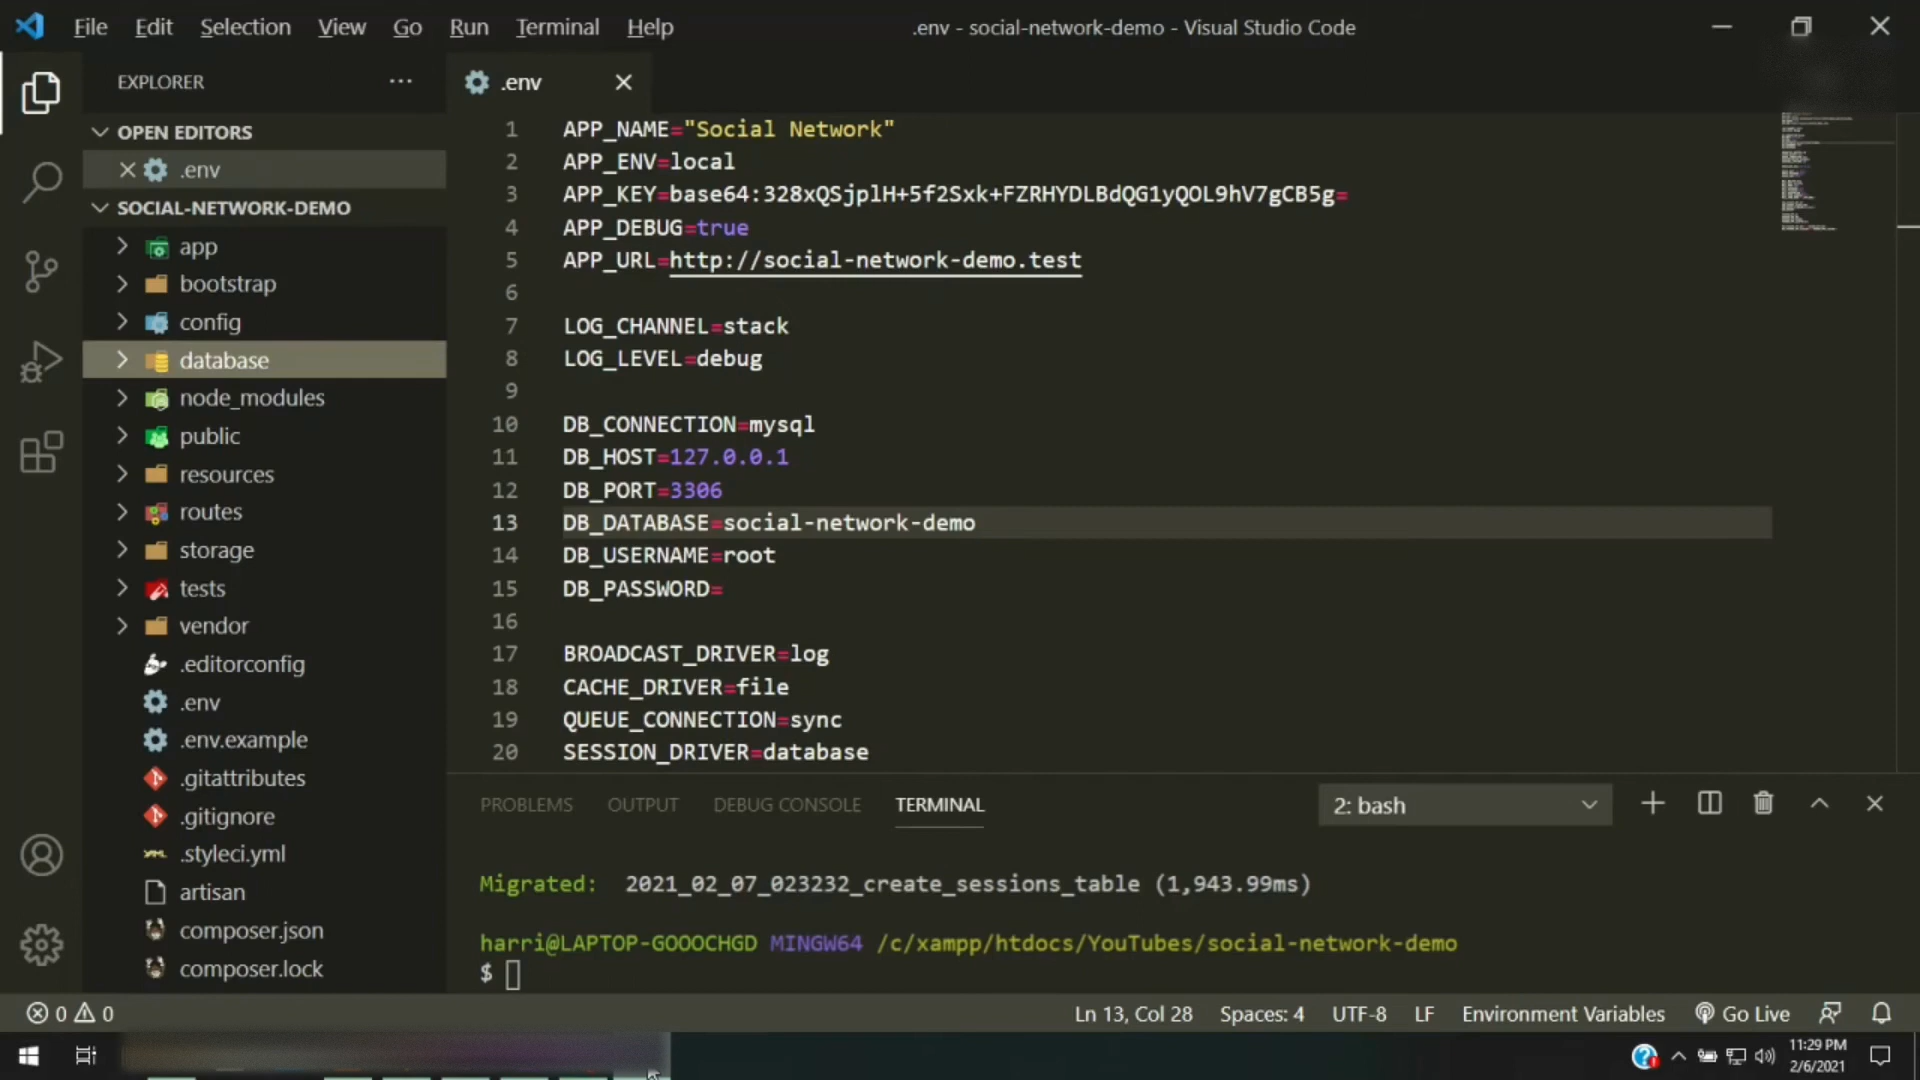 File Edit Selection View Go Run Terminal Help .env - social-network-demo - Visual Studio Code
EXPLORER
.env
OPEN EDITORS
.env
SOCIAL-NETWORK-DEMO
app
bootstrap
config
database
node_modules
public
resources
routes
storage
tests
vendor
.editorconfig
.env
.env.example
.gitattributes
.gitignore
.styleci.yml
artisan
composer.json
composer.lock
1 APP_NAME="Social Network"
2 APP_ENV=local
3 APP_KEY=base64:328xQSjplH+5f2Sxk+FZRHYDLBdQG1yQOL9hV7gCB5g=
4 APP_DEBUG=true
5 APP_URL=http://social-network-demo.test
6
7 LOG_CHANNEL=stack
8 LOG_LEVEL=debug
9
10 DB_CONNECTION=mysql
11 DB_HOST=127.0.0.1
12 DB_PORT=3306
13 DB_DATABASE=social-network-demo
14 DB_USERNAME=root
15 DB_PASSWORD=
16
17 BROADCAST_DRIVER=log
18 CACHE_DRIVER=file
19 QUEUE_CONNECTION=sync
20 SESSION_DRIVER=database
PROBLEMS OUTPUT DEBUG CONSOLE TERMINAL 2: bash
Migrated: 2021_02_07_023232_create_sessions_table (1,943.99ms)
harri@LAPTOP-GOOOCHGD MINGW64 /c/xampp/htdocs/YouTubes/social-network-demo
$
0 0 Ln 13, Col 28 Spaces: 4 UTF-8 LF Environment Variables Go Live
11:29 PM
2/6/2021